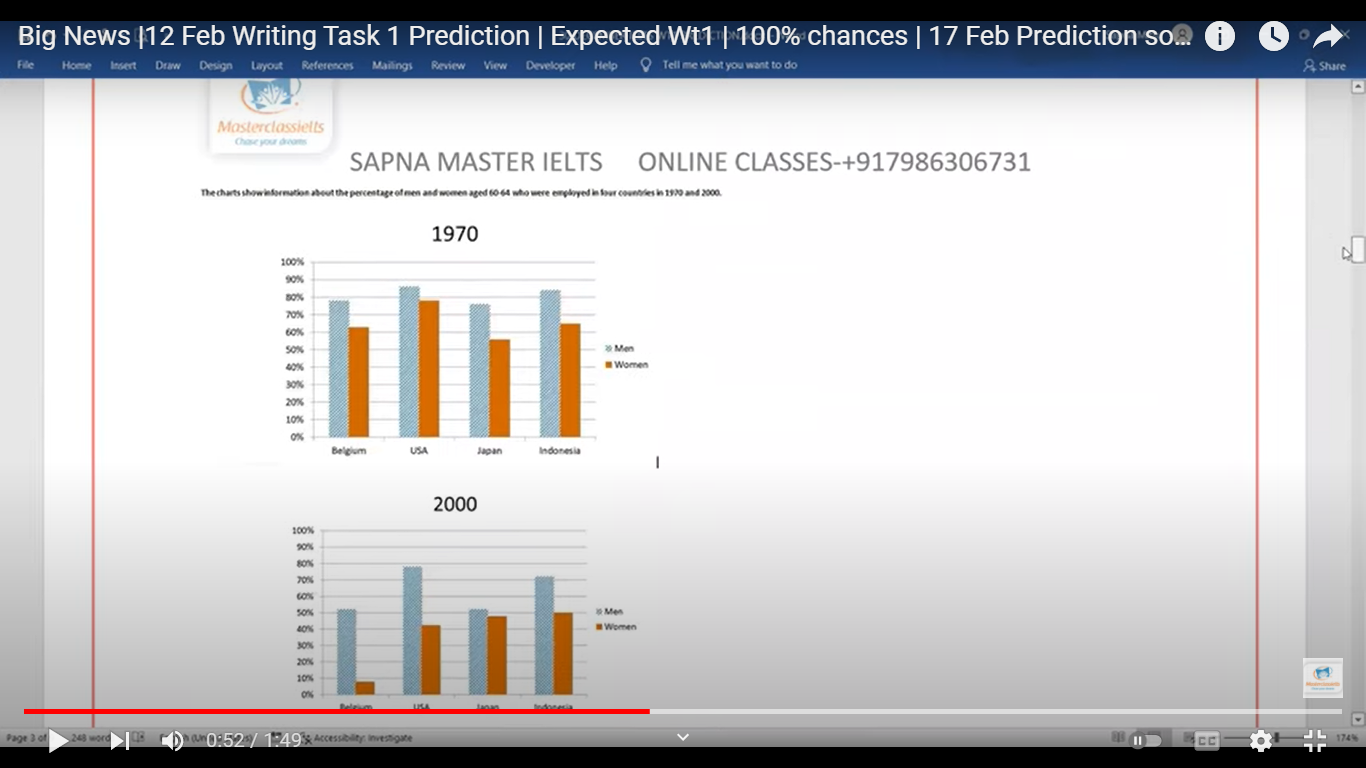 Big News |12 Feb Writing Task 1 Prediction | Expected Wt1 | 100% chances | 17 Feb Prediction so...
File Home Insert Draw Design Layout References Mailings Review View Developer Help Tell me what you want to do Share
Masterclassielts
Chase your dreams
SAPNA MASTER IELTS ONLINE CLASSES-+917986306731
The charts show information about the percentage of men and women aged 60-64 who were employed in four countries in 1970 and 2000.
1970
100%
90%
80%
70%
60%
50%
40%
30%
20%
10%
0%
Men
Women
Belgium USA Japan Indonesia
2000
100%
90%
80%
70%
60%
50%
40%
30%
20%
10%
0%
Men
Women
Belgium USA Japan Indonesia
Page 3 of
Accessibility: Investigate
174%
0:52 / 1:49
CC